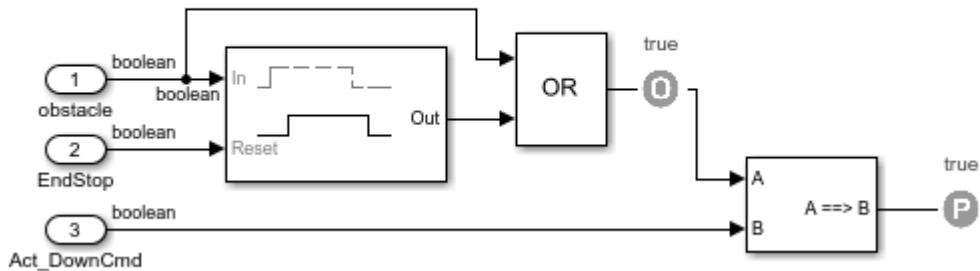 boolean
1
obstacle
boolean
In
Out
Reset
boolean
2
EndStop
boolean
3
Act_DownCmd
OR
true
O
A
B
A ==> B
true
P